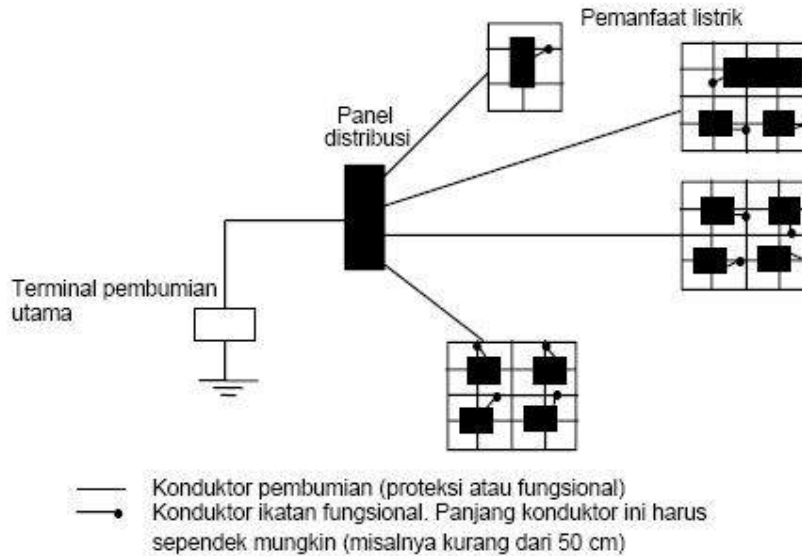 Pemanfaat listrik
Panel
distribusi
Terminal pembumian
utama
Konduktor pembumian (proteksi atau fungsional)
Konduktor ikatan fungsional. Panjang konduktor ini harus
sependek mungkin (misalnya kurang dari 50 cm)